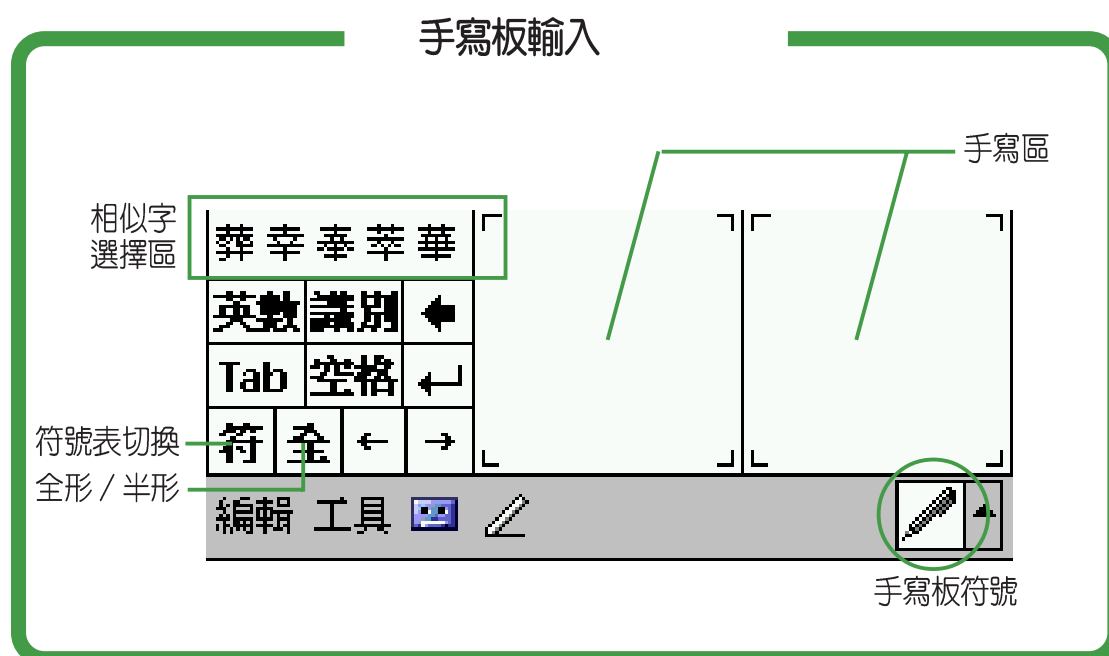 手寫板輸入
手寫區
相似字
選擇區
葬 幸 奉 萃 華
英數 識別
Tab 空格
符號表切換
符 全 ← →
全形 / 半形
編輯 工具
手寫板符號